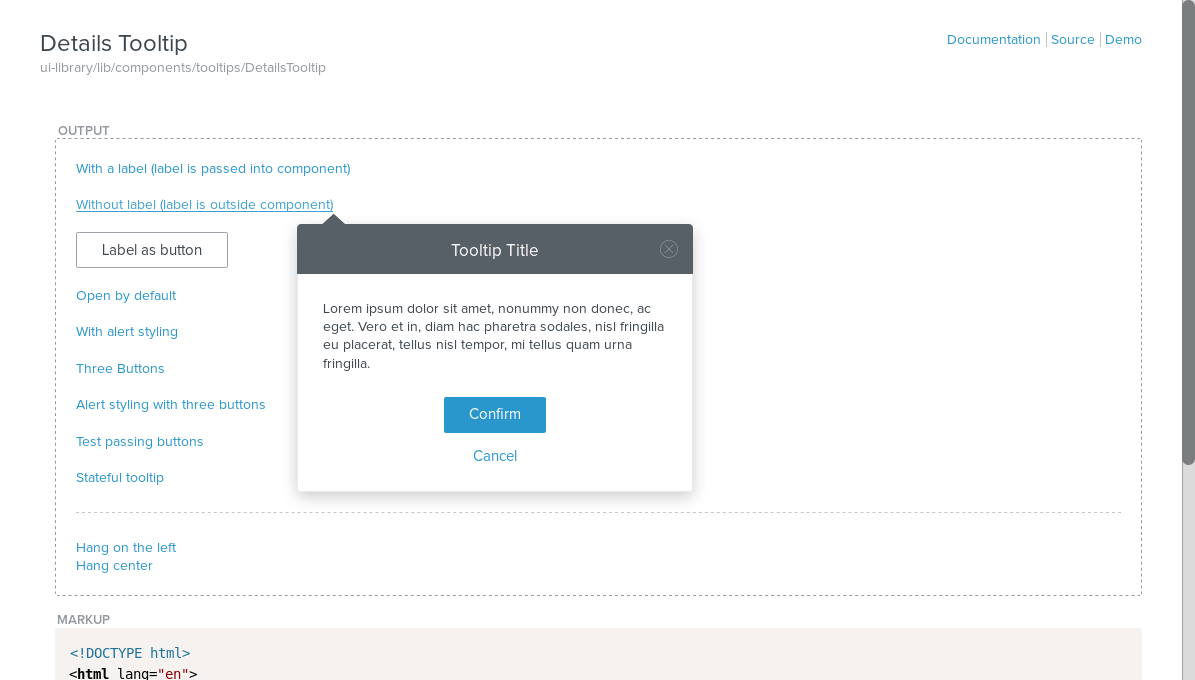 Details Tooltip
ui-library/lib/components/tooltips/DetailsTooltip
Documentation
Source
Demo
OUTPUT
With a label (label is passed into component)
Without label (label is outside component)
Label as button
Open by default
With alert styling
Three Buttons
Alert styling with three buttons
Test passing buttons
Stateful tooltip
Tooltip Title
Lorem ipsum dolor sit amet, nonummy non donec, ac
eget. Vero et in, diam hac pharetra sodales, nisl fringilla
eu placerat, tellus nisl tempor, mi tellus quam urna
fringilla.
Confirm
Cancel
Hang on the left
Hang center
MARKUP
<!DOCTYPE html>
<html lang="en">